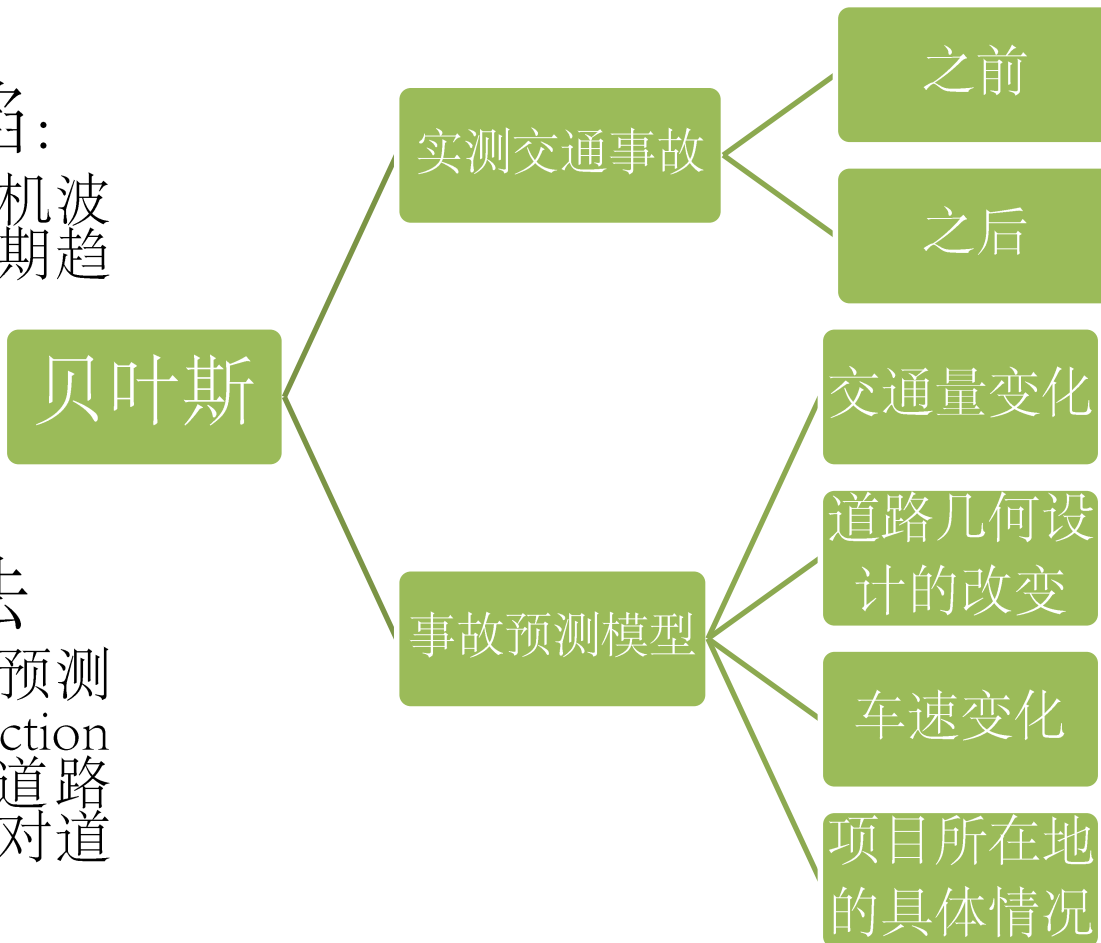 陷:
机波
期趋
法
预测
ction
道路
对道
贝叶斯
实测交通事故
之前
之后
事故预测模型
交通量变化
道路几何设
计的改变
车速变化
项目所在地
的具体情况